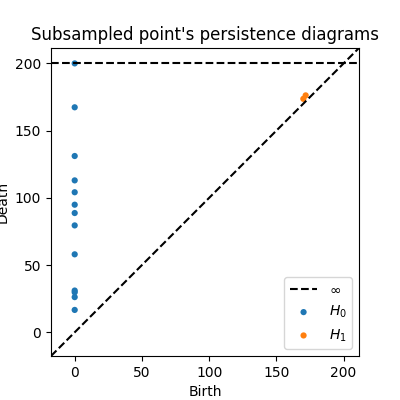 Subsampled point's persistence diagrams
200
150
100
50
0
Death
∞
H₀
H₁
0 50 100 150 200
Birth